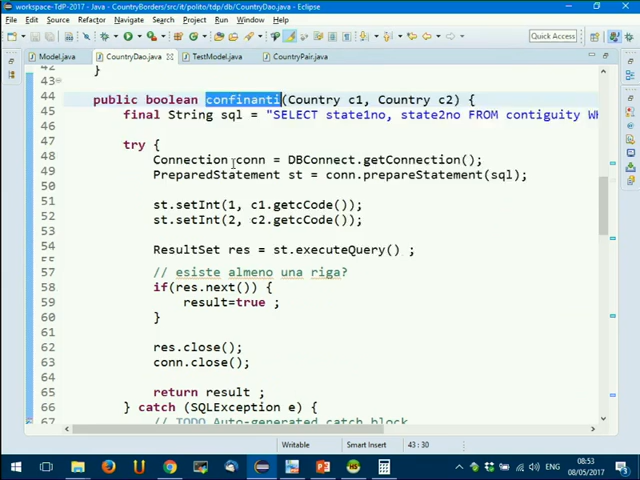 workspace-TdP-2017 - Java - CountryBorders/src/it/polito/tdp/db/CountryDao.java - Eclipse
File Edit Source Refactor Navigate Search Project Run Window Help
Quick Access
Model.java CountryDao.java TestModel.java CountryPair.java
42 }
43
44 public boolean confinanti(Country c1, Country c2) {
45 final String sql = "SELECT state1no, state2no FROM contiguity WH
46
47 try {
48 Connection conn = DBConnect.getConnection();
49 PreparedStatement st = conn.prepareStatement(sql);
50
51 st.setInt(1, c1.getcCode());
52 st.setInt(2, c2.getcCode());
53
54 ResultSet res = st.executeQuery() ;
55
57 // esiste almeno una riga?
58 if(res.next()) {
59 result=true ;
60 }
61
62 res.close();
63 conn.close();
64
65 return result ;
66 } catch (SQLException e) {
67 // TODO Auto-generated catch block
Writable Smart Insert 43 : 30
ENG 08:53
08/05/2017